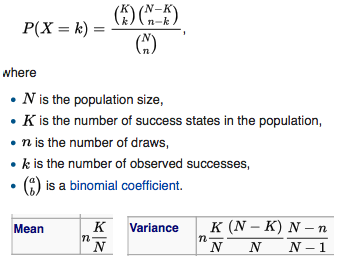 P(X = k) = \frac{\binom{K}{k}\binom{N-K}{n-k}}{\binom{N}{n}},
where
• N is the population size,
• K is the number of success states in the population,
• n is the number of draws,
• k is the number of observed successes,
• \binom{a}{b} is a binomial coefficient.
Mean n\frac{K}{N} Variance n\frac{K}{N}\frac{(N-K)}{N}\frac{N-n}{N-1}